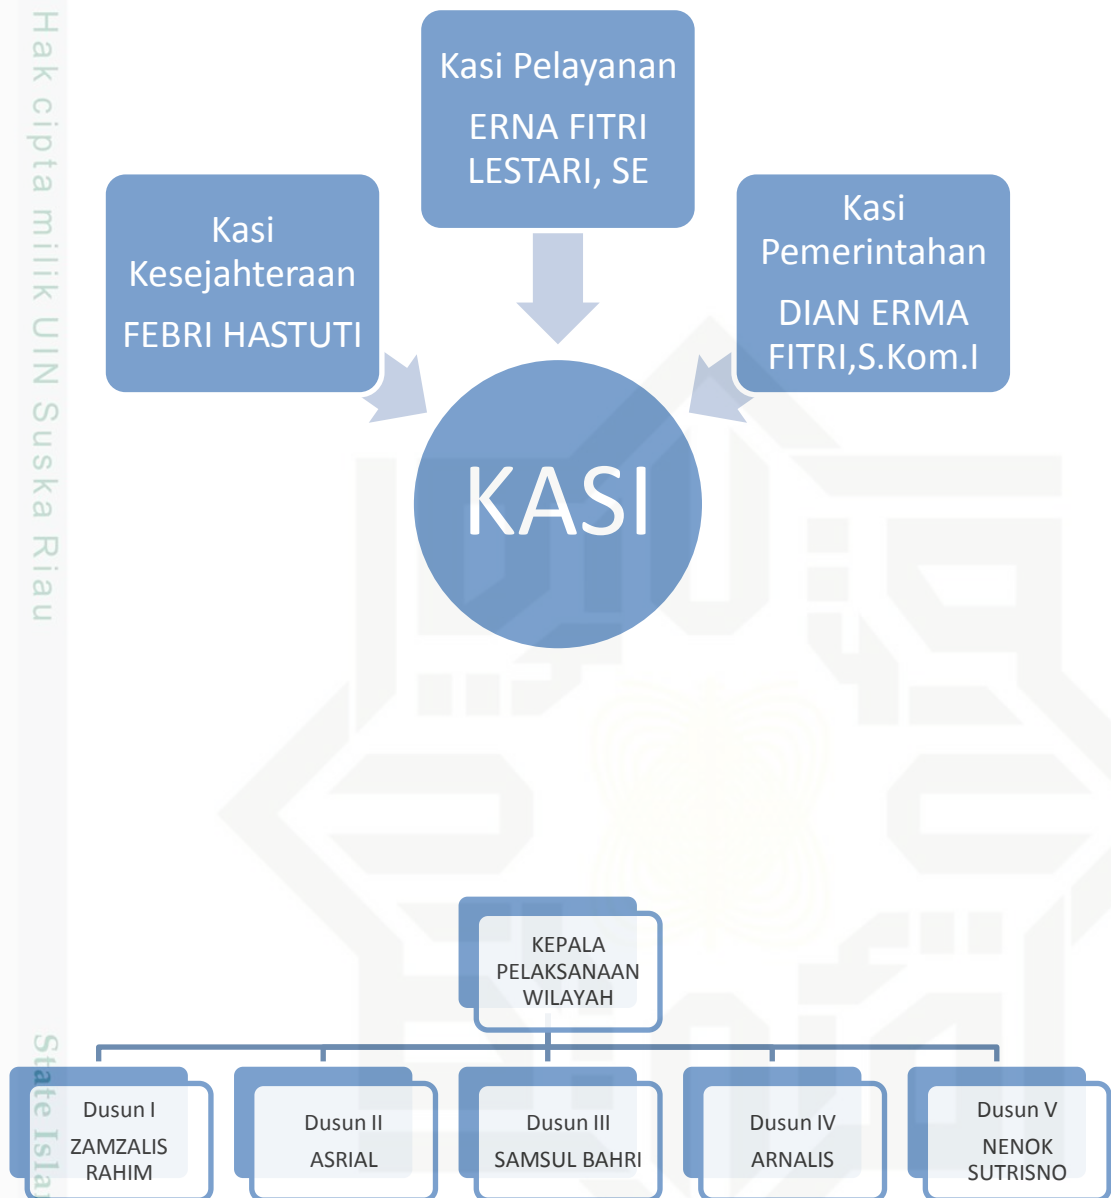 Hak cipta milik UIN Suska Riau
Kasi Pelayanan
ERNA FITRI
LESTARI, SE
Kasi
Kesejahteraan
FEBRI HASTUTI
Kasi
Pemerintahan
DIAN ERMA
FITRI,S.Kom.I
KASI
KEPALA
PELAKSANAAN
WILAYAH
State
Dusun I
ZAMZALIS
RAHIM
Dusun II
ASRIAL
Dusun III
SAMSUL BAHRI
Dusun IV
ARNALIS
Dusun V
NENOK
SUTRISNO